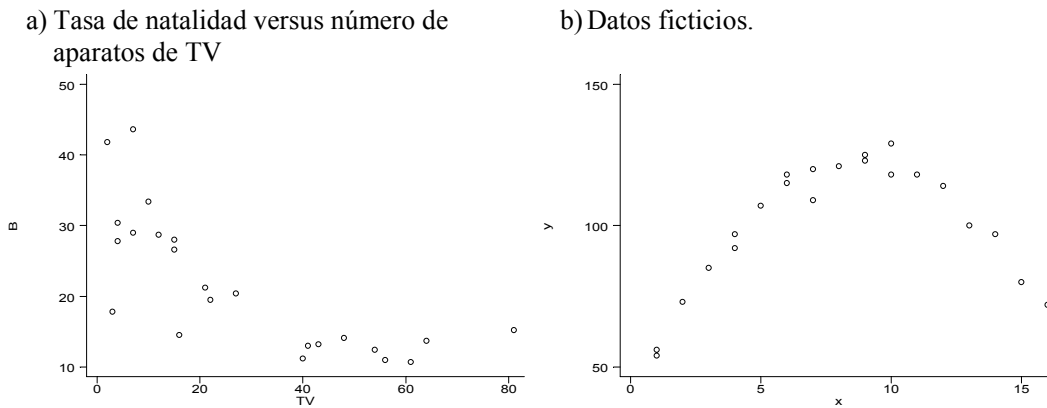 a) Tasa de natalidad versus número de
aparatos de TV
b) Datos ficticios.
50
40
30
20
10
B
0
20
40
60
80
TV
150
100
50
y
0
5
10
15
x